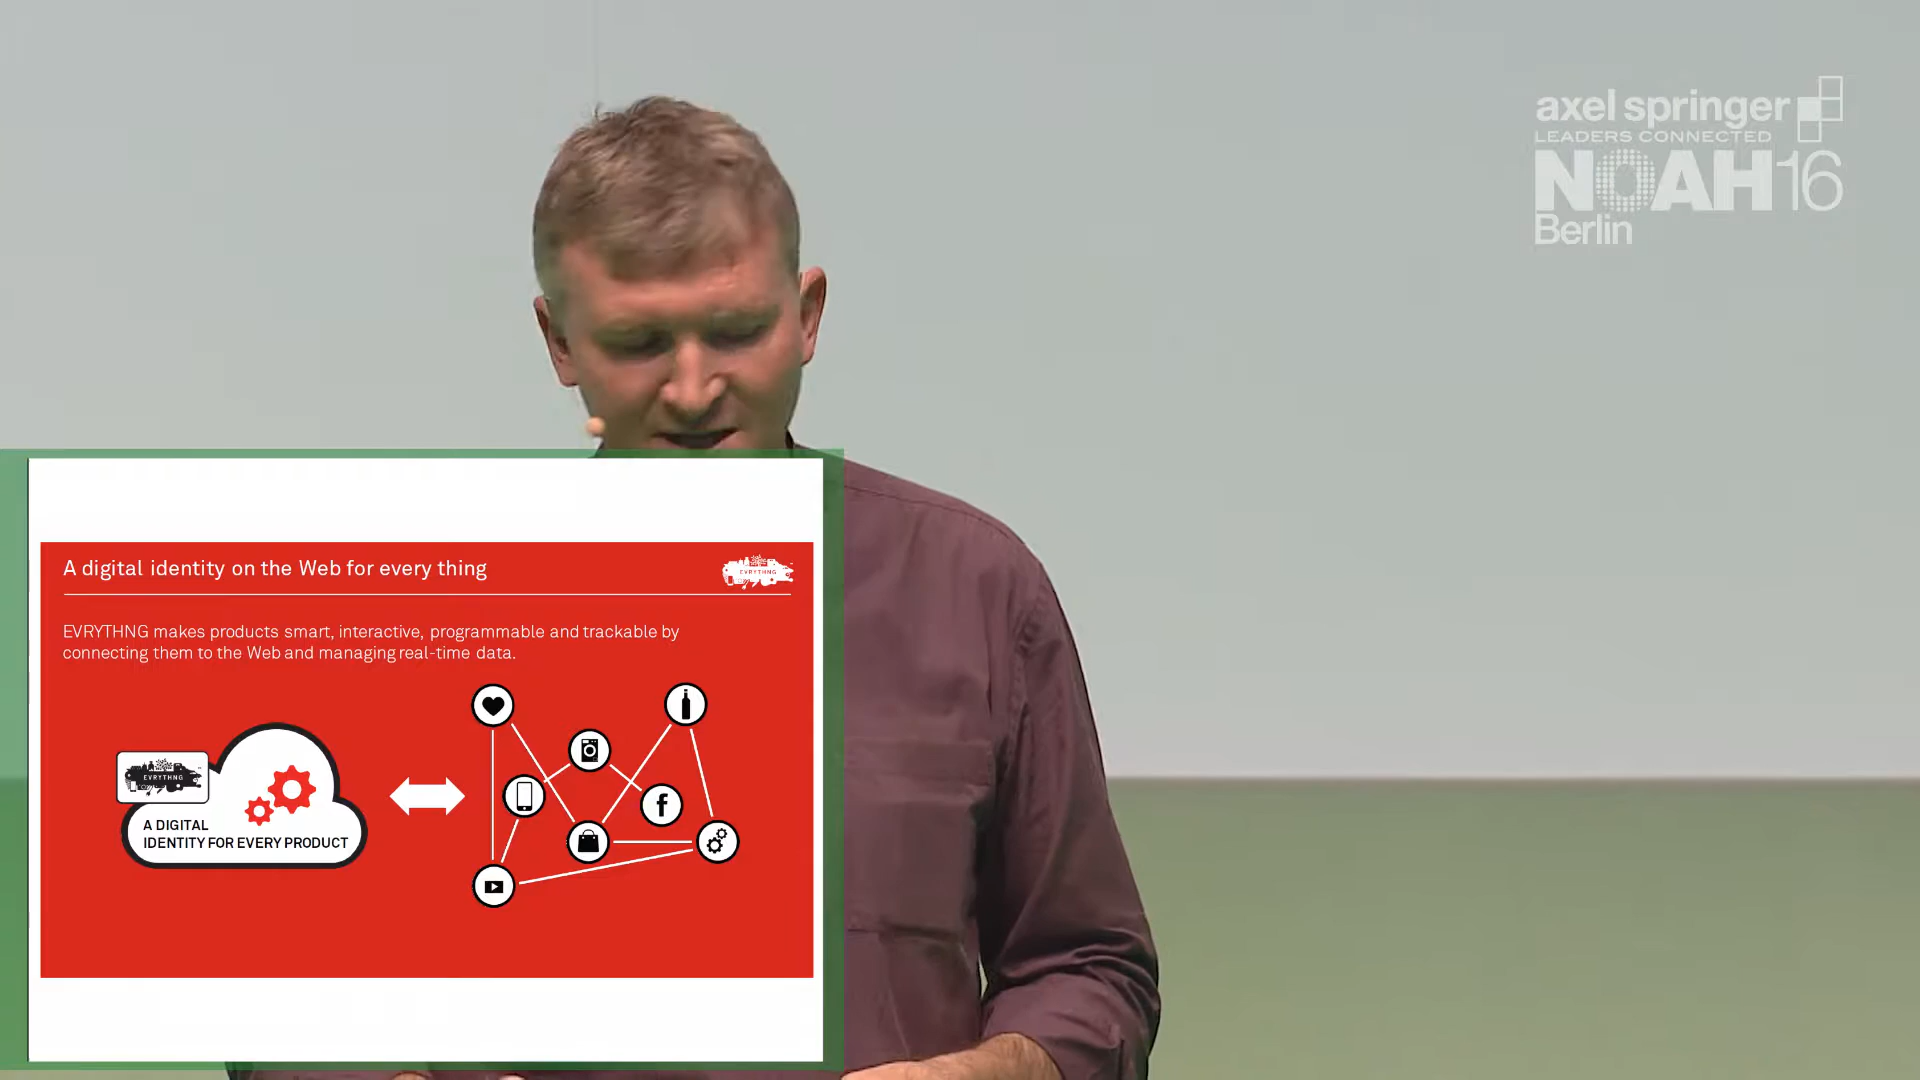 axel springer
LEADERS CONNECTED
NOAH16
Berlin
A digital identity on the Web for every thing
EVRYTHNG
EVRYTHNG makes products smart, interactive, programmable and trackable by
connecting them to the Web and managing real-time data.
EVRYTHNG
A DIGITAL
IDENTITY FOR EVERY PRODUCT
f